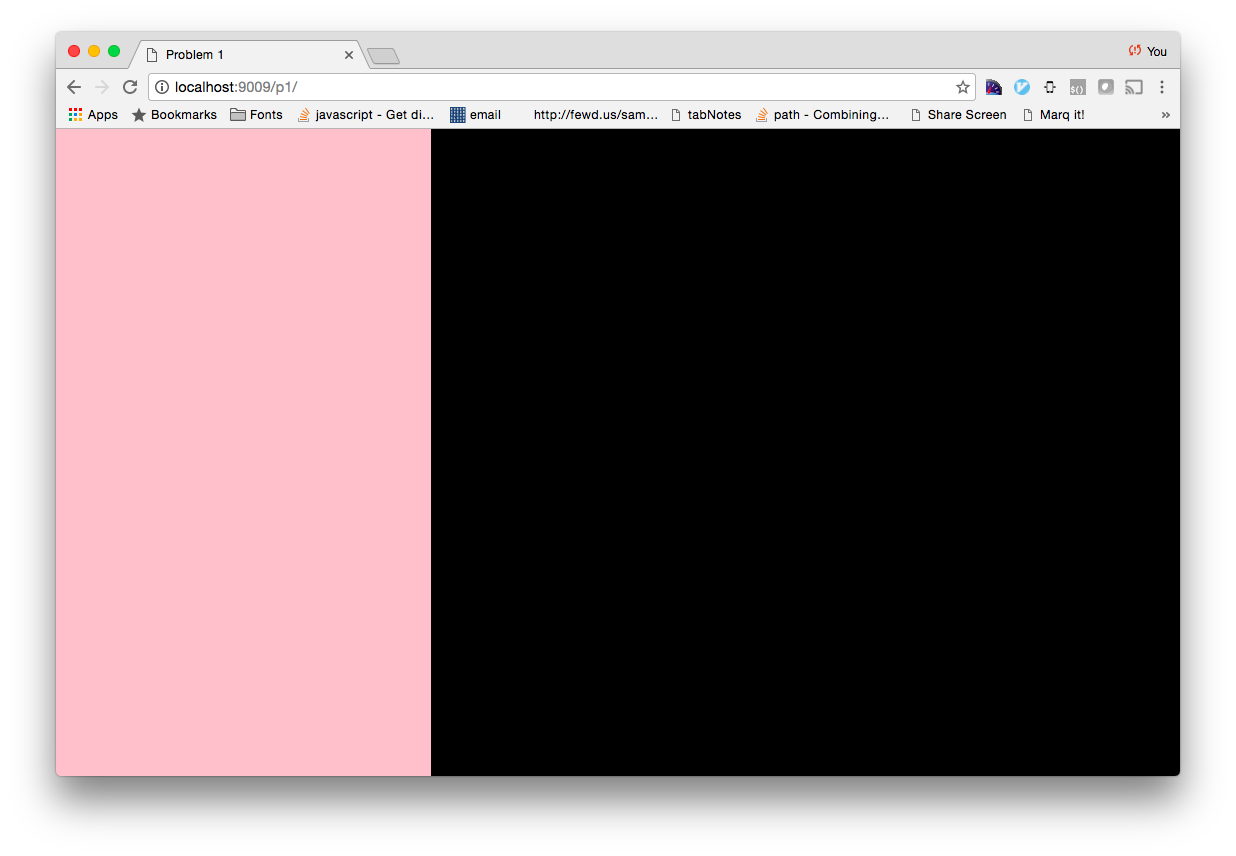 Problem 1
You
localhost:9009/p1/
Apps Bookmarks Fonts javascript - Get di... email http://fewd.us/sam... tabNotes path - Combining... Share Screen Marq it! »